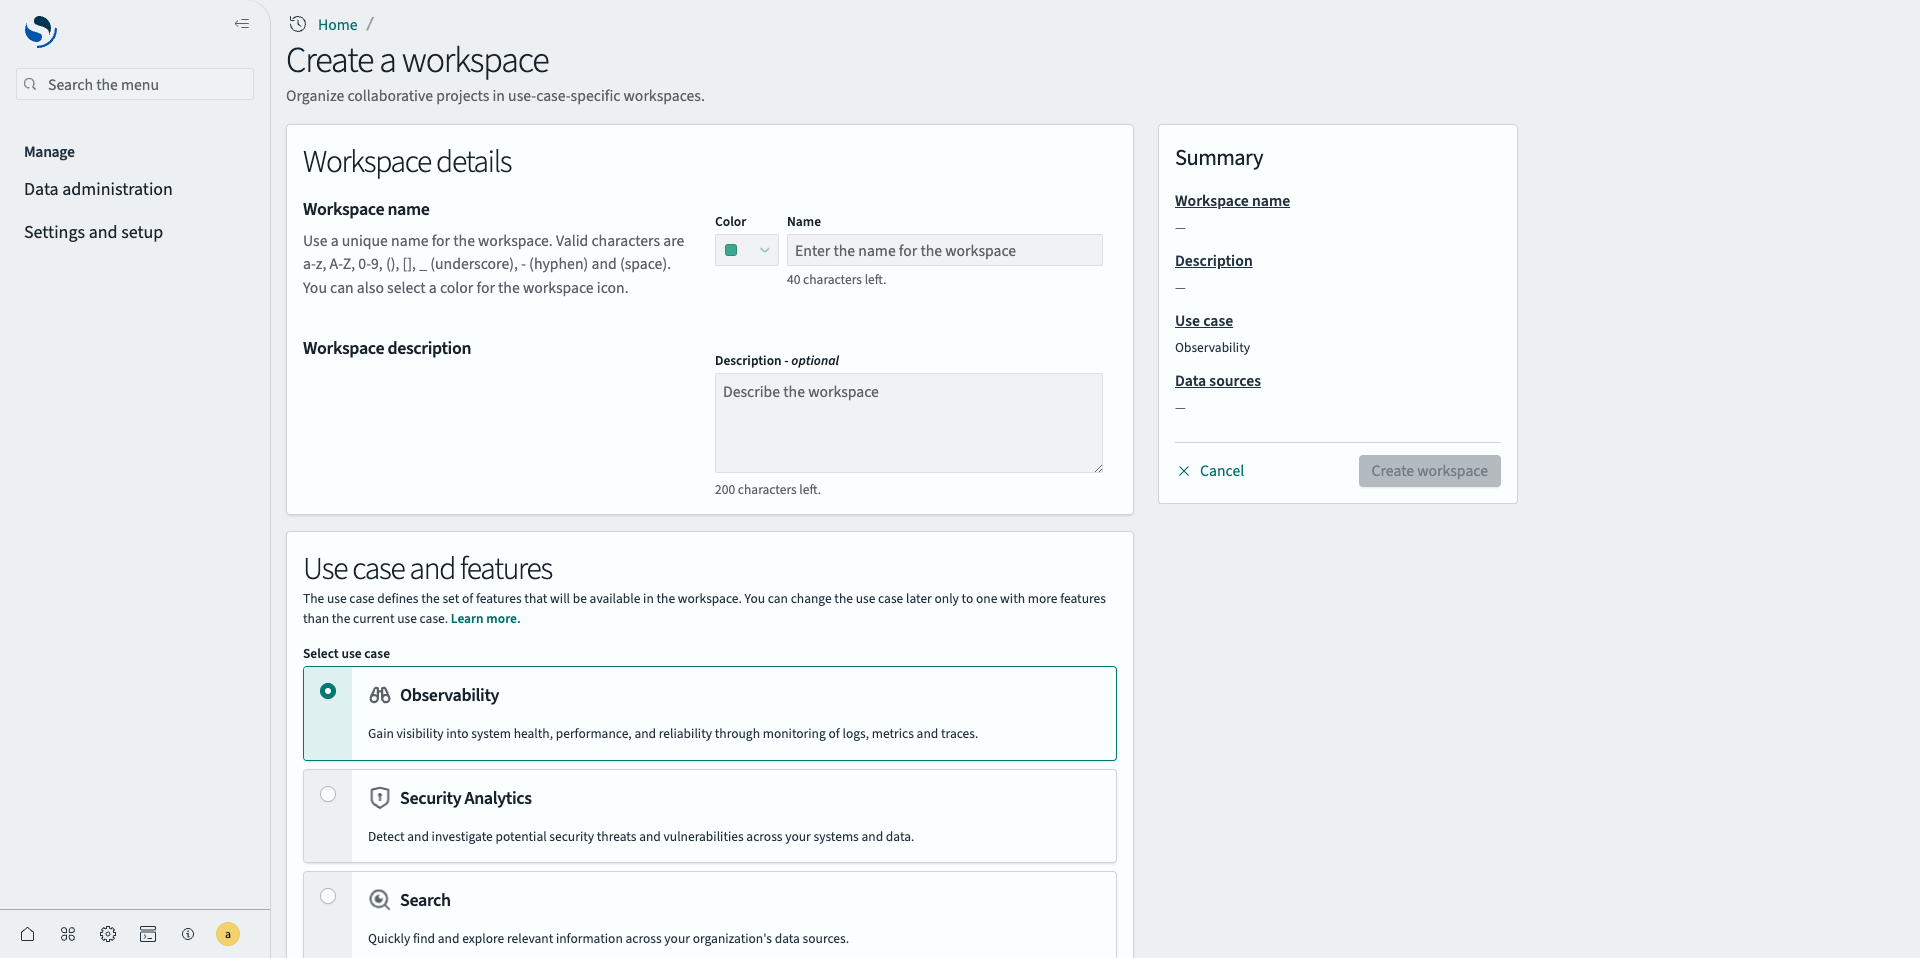 Home /
Create a workspace
Organize collaborative projects in use-case-specific workspaces.
Search the menu
Manage
Data administration
Settings and setup
a
Workspace details
Workspace name
Use a unique name for the workspace. Valid characters are
a-z, A-Z, 0-9, (), [], _ (underscore), - (hyphen) and (space).
You can also select a color for the workspace icon.
Color
Name
Enter the name for the workspace
40 characters left.
Workspace description
Description - optional
Describe the workspace
200 characters left.
Use case and features
The use case defines the set of features that will be available in the workspace. You can change the use case later only to one with more features
than the current use case. Learn more.
Select use case
Observability
Gain visibility into system health, performance, and reliability through monitoring of logs, metrics and traces.
Security Analytics
Detect and investigate potential security threats and vulnerabilities across your systems and data.
Search
Quickly find and explore relevant information across your organization's data sources.
Summary
Workspace name
—
Description
—
Use case
Observability
Data sources
—
Cancel
Create workspace